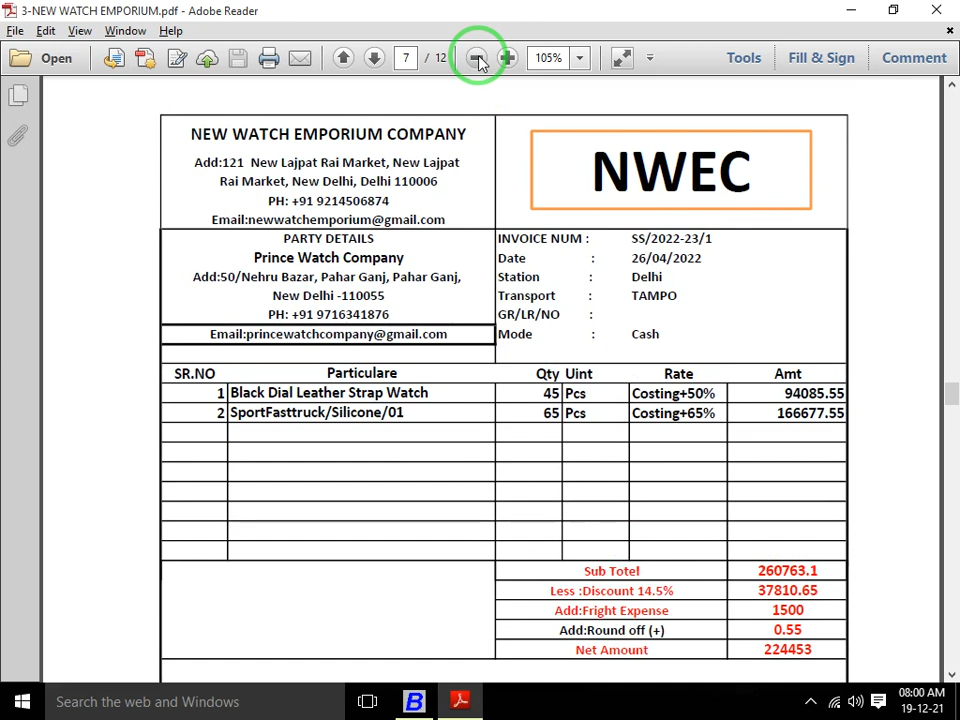 3-NEW WATCH EMPORIUM.pdf - Adobe Reader
File Edit View Window Help
Open 7 / 12 105% Tools Fill & Sign Comment
NEW WATCH EMPORIUM COMPANY
Add:121 New Lajpat Rai Market, New Lajpat
Rai Market, New Delhi, Delhi 110006
PH: +91 9214506874
Email:newwatchemporium@gmail.com
NWEC
PARTY DETAILS
Prince Watch Company
Add:50/Nehru Bazar, Pahar Ganj, Pahar Ganj,
New Delhi -110055
PH: +91 9716341876
Email:princewatchcompany@gmail.com
INVOICE NUM : SS/2022-23/1
Date : 26/04/2022
Station : Delhi
Transport : TAMPO
GR/LR/NO :
Mode : Cash
SR.NO Particulare Qty Uint Rate Amt
1 Black Dial Leather Strap Watch 45 Pcs Costing+50% 94085.55
2 SportFasttruck/Silicone/01 65 Pcs Costing+65% 166677.55
Sub Totel 260763.1
Less :Discount 14.5% 37810.65
Add:Fright Expense 1500
Add:Round off (+) 0.55
Net Amount 224453
Search the web and Windows
B
08:00 AM
19-12-21